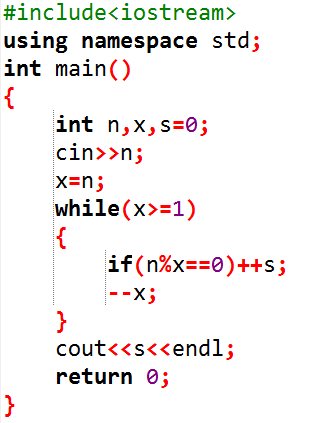 #include<iostream>
using namespace std;
int main()
{
int n,x,s=0;
cin>>n;
x=n;
while(x>=1)
{
if(n%x==0)++s;
--x;
}
cout<<s<<endl;
return 0;
}